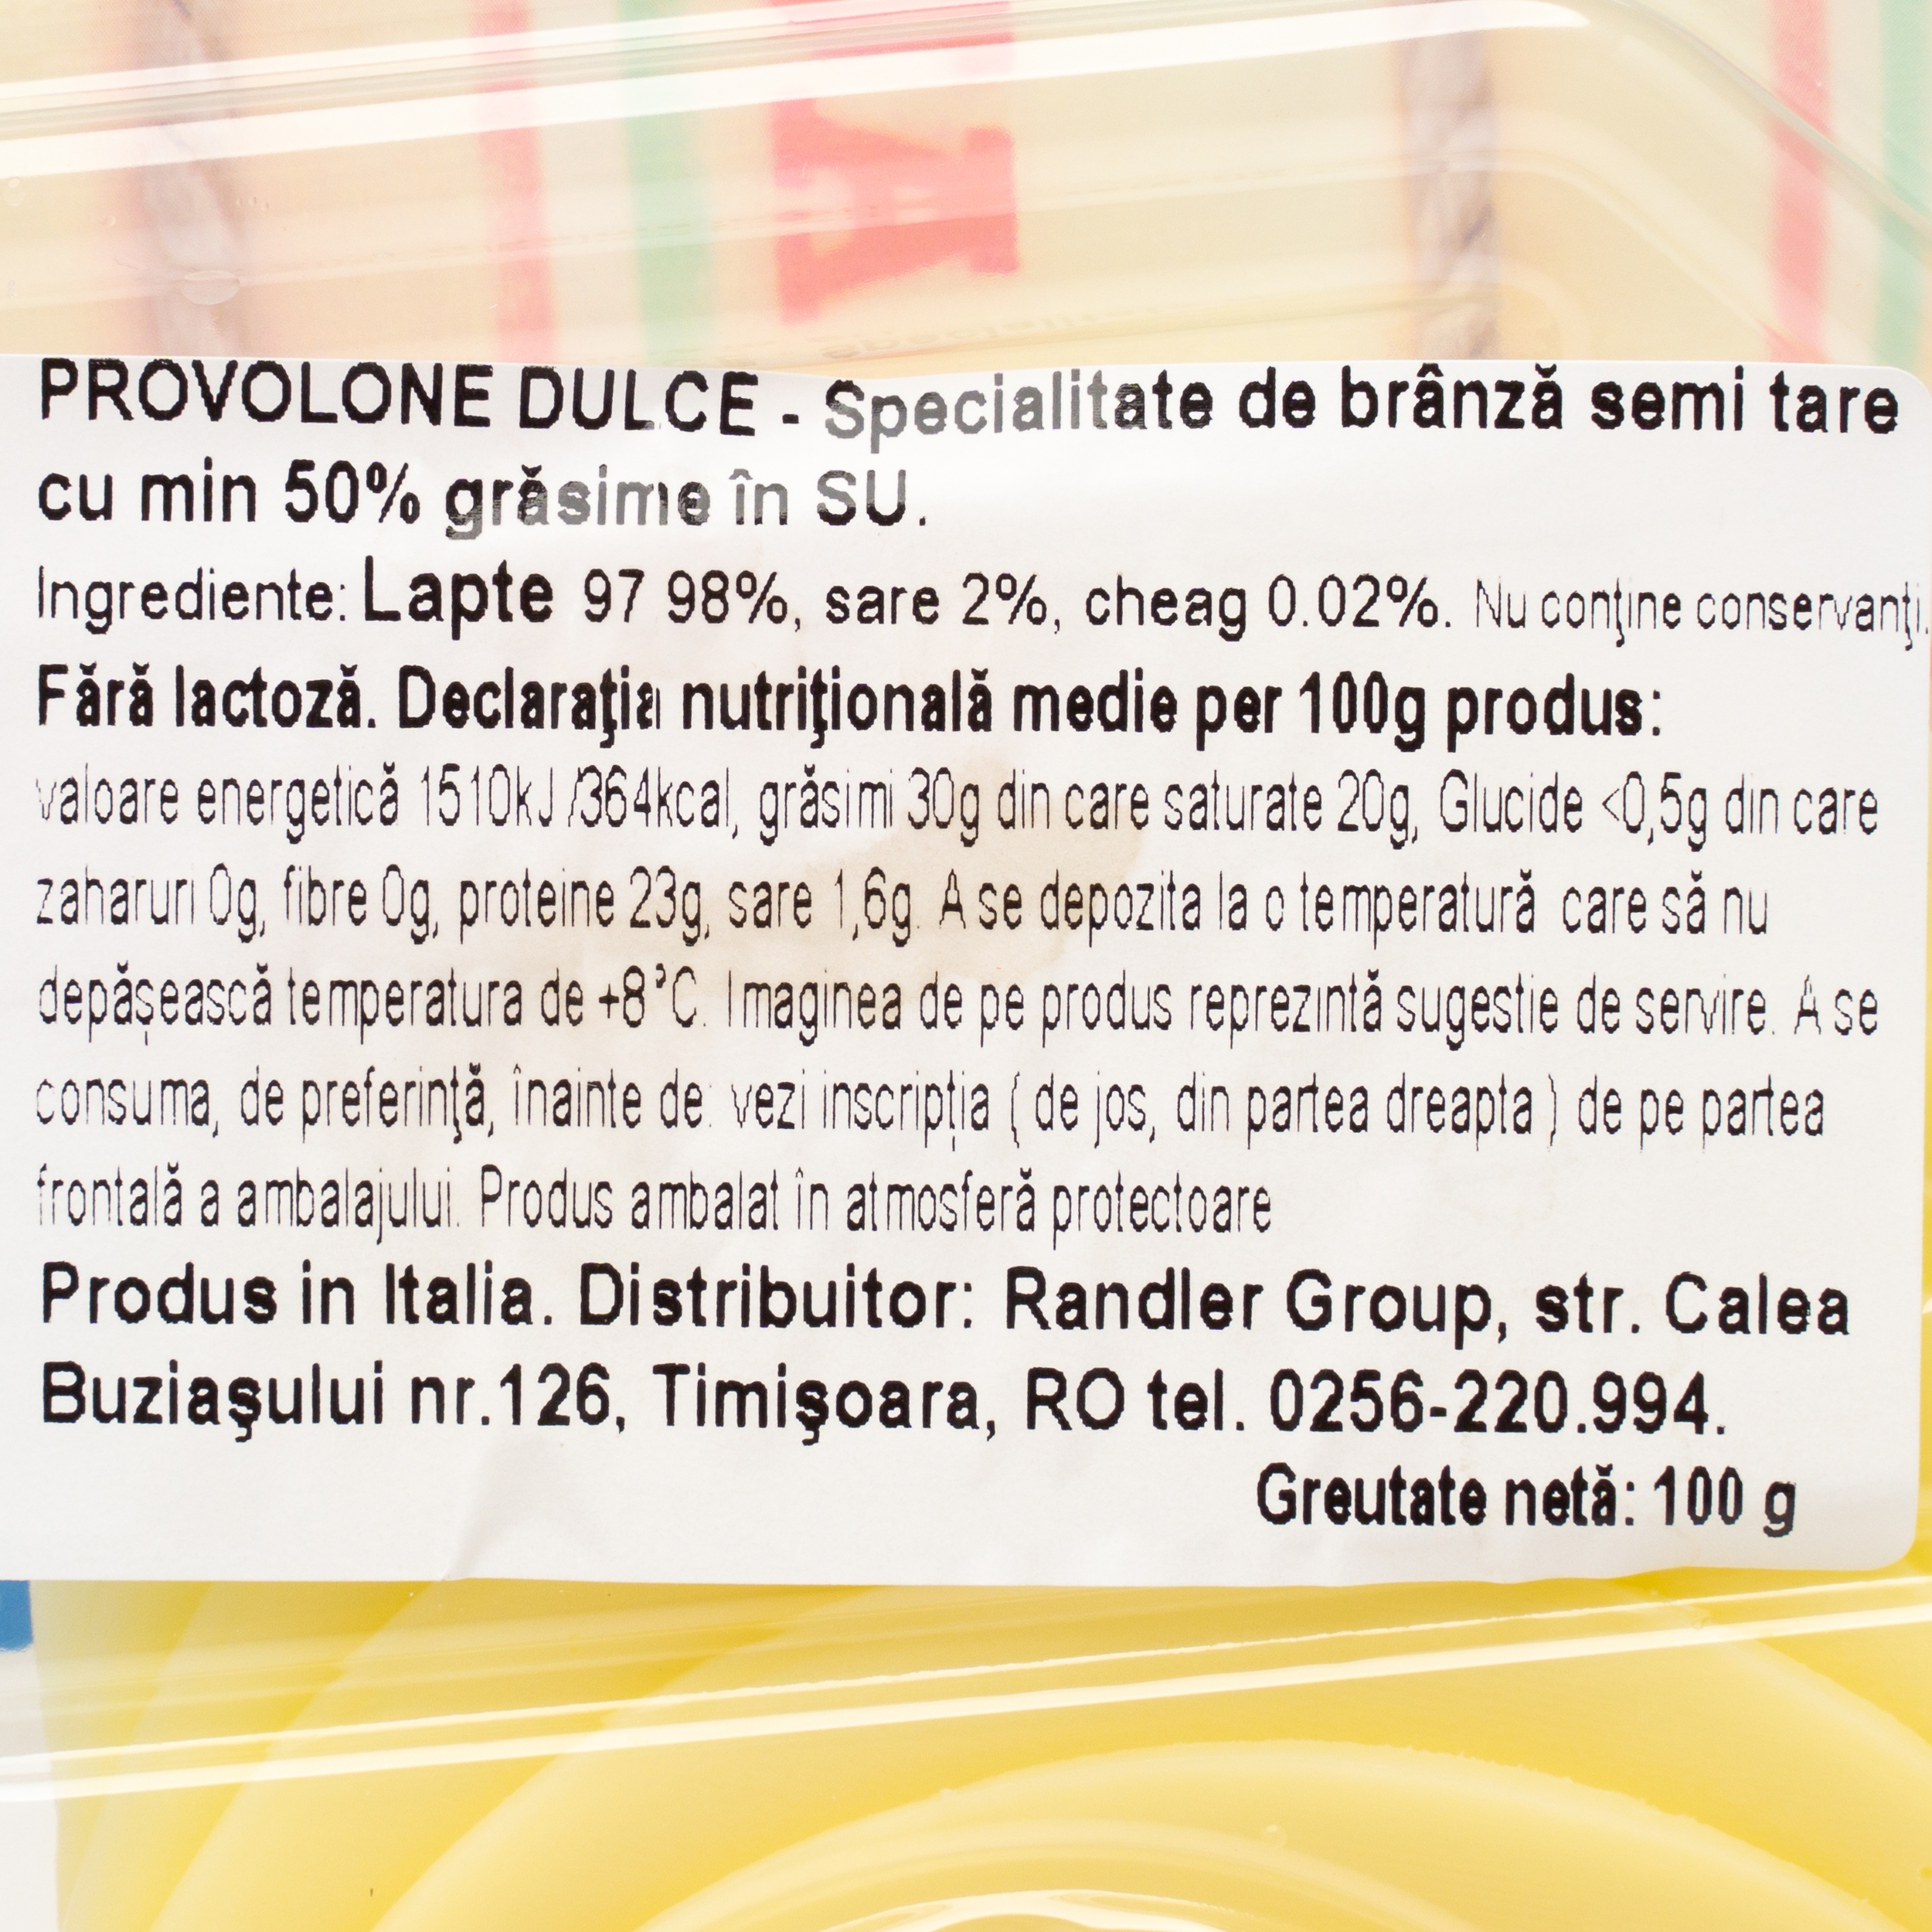 PROVOLONE DULCE - Specialitate de brânză semi tare
cu min 50% grăsime în SU.
Ingrediente: Lapte 97 98%, sare 2%, cheag 0.02%. Nu conţine conservanţi.
Fără lactoză. Declaraţia nutriţională medie per 100g produs:
valoare energetică 1510kJ /364kcal, grăsimi 30g din care saturate 20g, Glucide <0,5g din care
zaharuri 0g, fibre 0g, proteine 23g, sare 1,6g. A se depozita la o temperatură care să nu
depășească temperatura de +8°C. Imaginea de pe produs reprezintă sugestie de servire. A se
consuma, de preferinţă, înainte de: vezi inscripția ( de jos, din partea dreapta ) de pe partea
frontală a ambalajului. Produs ambalat în atmosferă protectoare
Produs in Italia. Distribuitor: Randler Group, str. Calea
Buziaşului nr.126, Timişoara, RO tel. 0256-220.994.
Greutate netă: 100 g